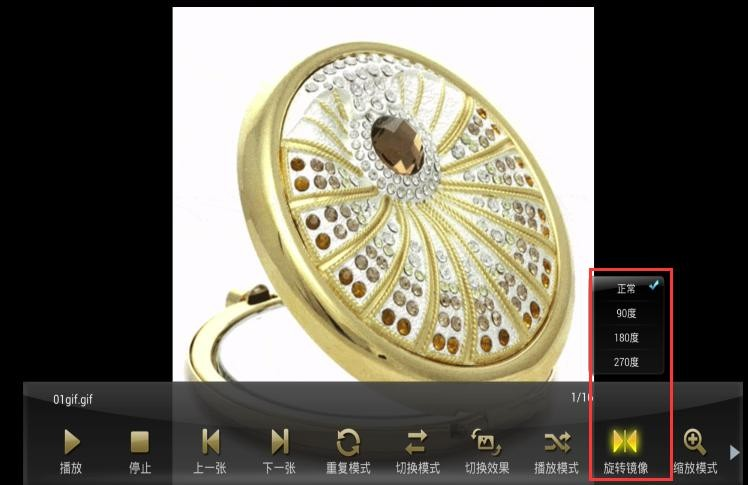 正常
90度
180度
270度
01gif.gif
1/16
播放
停止
上一张
下一张
重复模式
切换模式
切换效果
播放模式
旋转镜像
缩放模式